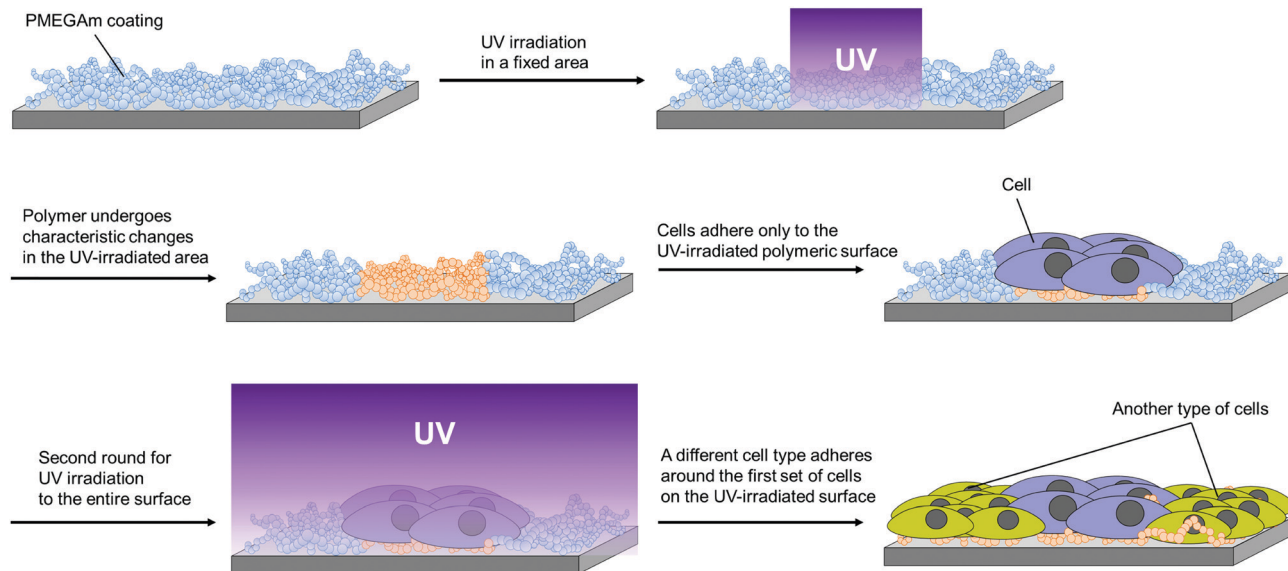 PMEGAm coating
UV irradiation
in a fixed area
UV
Polymer undergoes
characteristic changes
in the UV-irradiated area
Cells adhere only to the
UV-irradiated polymeric surface
Cell
Second round for
UV irradiation
to the entire surface
UV
A different cell type adheres
around the first set of cells
on the UV-irradiated surface
Another type of cells